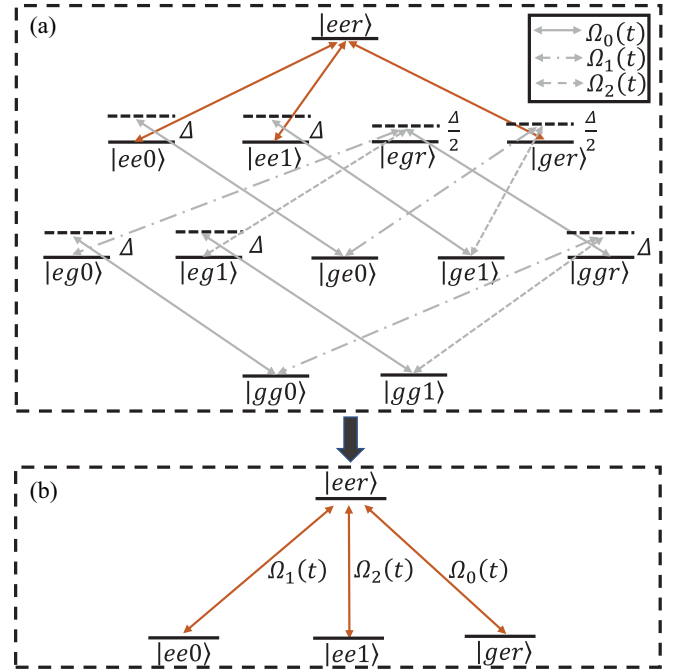 (a)
|eer⟩
Ω₀(t)
Ω₁(t)
Ω₂(t)
Δ Δ Δ/2 Δ/2
|ee0⟩ |ee1⟩ |egr⟩ |ger⟩
Δ Δ Δ
|eg0⟩ |eg1⟩ |ge0⟩ |ge1⟩ |ggr⟩
|gg0⟩ |gg1⟩
(b)
|eer⟩
Ω₁(t) Ω₂(t) Ω₀(t)
|ee0⟩ |ee1⟩ |ger⟩